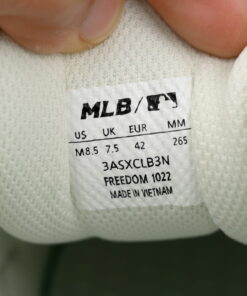 MLB/
US UK EUR MM
M8.5 7.5 42 265
3ASXCLB3N
FREEDOM 1022
MADE IN VIETNAM